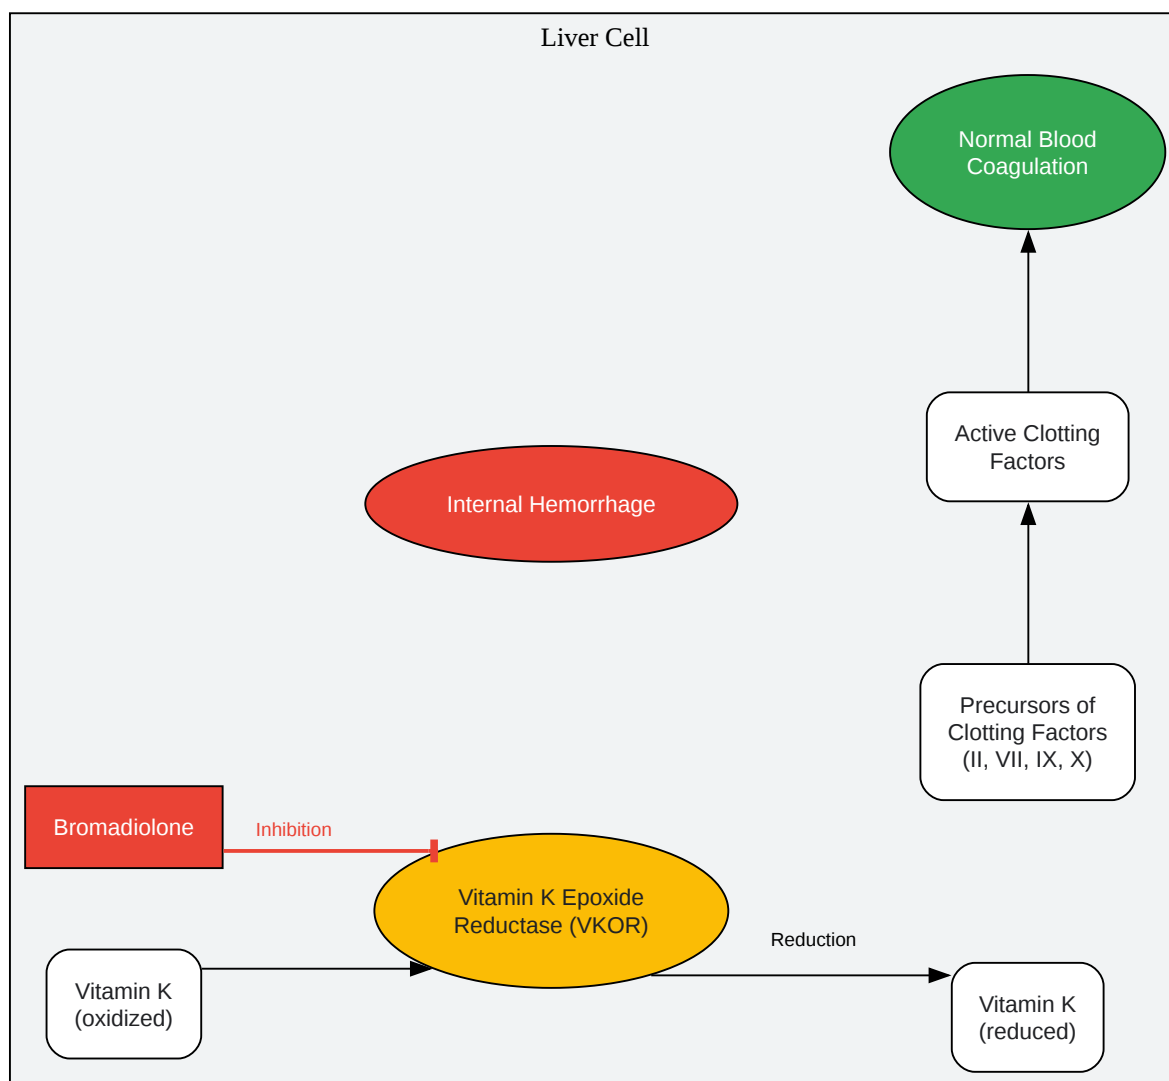 Liver Cell
Normal Blood
Coagulation
Active Clotting
Factors
Internal Hemorrhage
Precursors of
Clotting Factors
(II, VII, IX, X)
Bromadiolone
Inhibition
Vitamin K Epoxide
Reductase (VKOR)
Reduction
Vitamin K
(oxidized)
Vitamin K
(reduced)